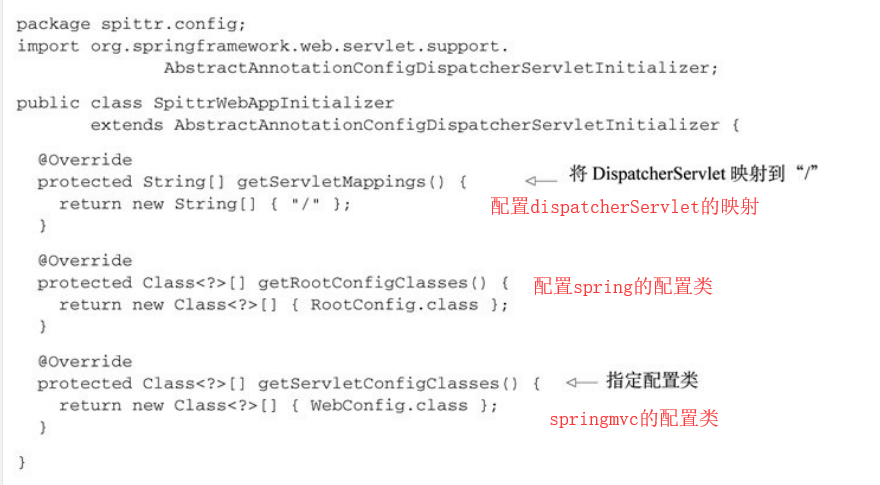 package spittr.config;
import org.springframework.web.servlet.support.
AbstractAnnotationConfigDispatcherServletInitializer;
public class SpittrWebAppInitializer
extends AbstractAnnotationConfigDispatcherServletInitializer {
@Override
protected String[] getServletMappings() {
将 DispatcherServlet 映射到“/”
return new String[] { "/" };
配置dispatcherServlet的映射
}
@Override
protected Class<?>[] getRootConfigClasses() {
配置spring的配置类
return new Class<?>[] { RootConfig.class };
}
@Override
protected Class<?>[] getServletConfigClasses() {
指定配置类
return new Class<?>[] { WebConfig.class };
springmvc的配置类
}
}